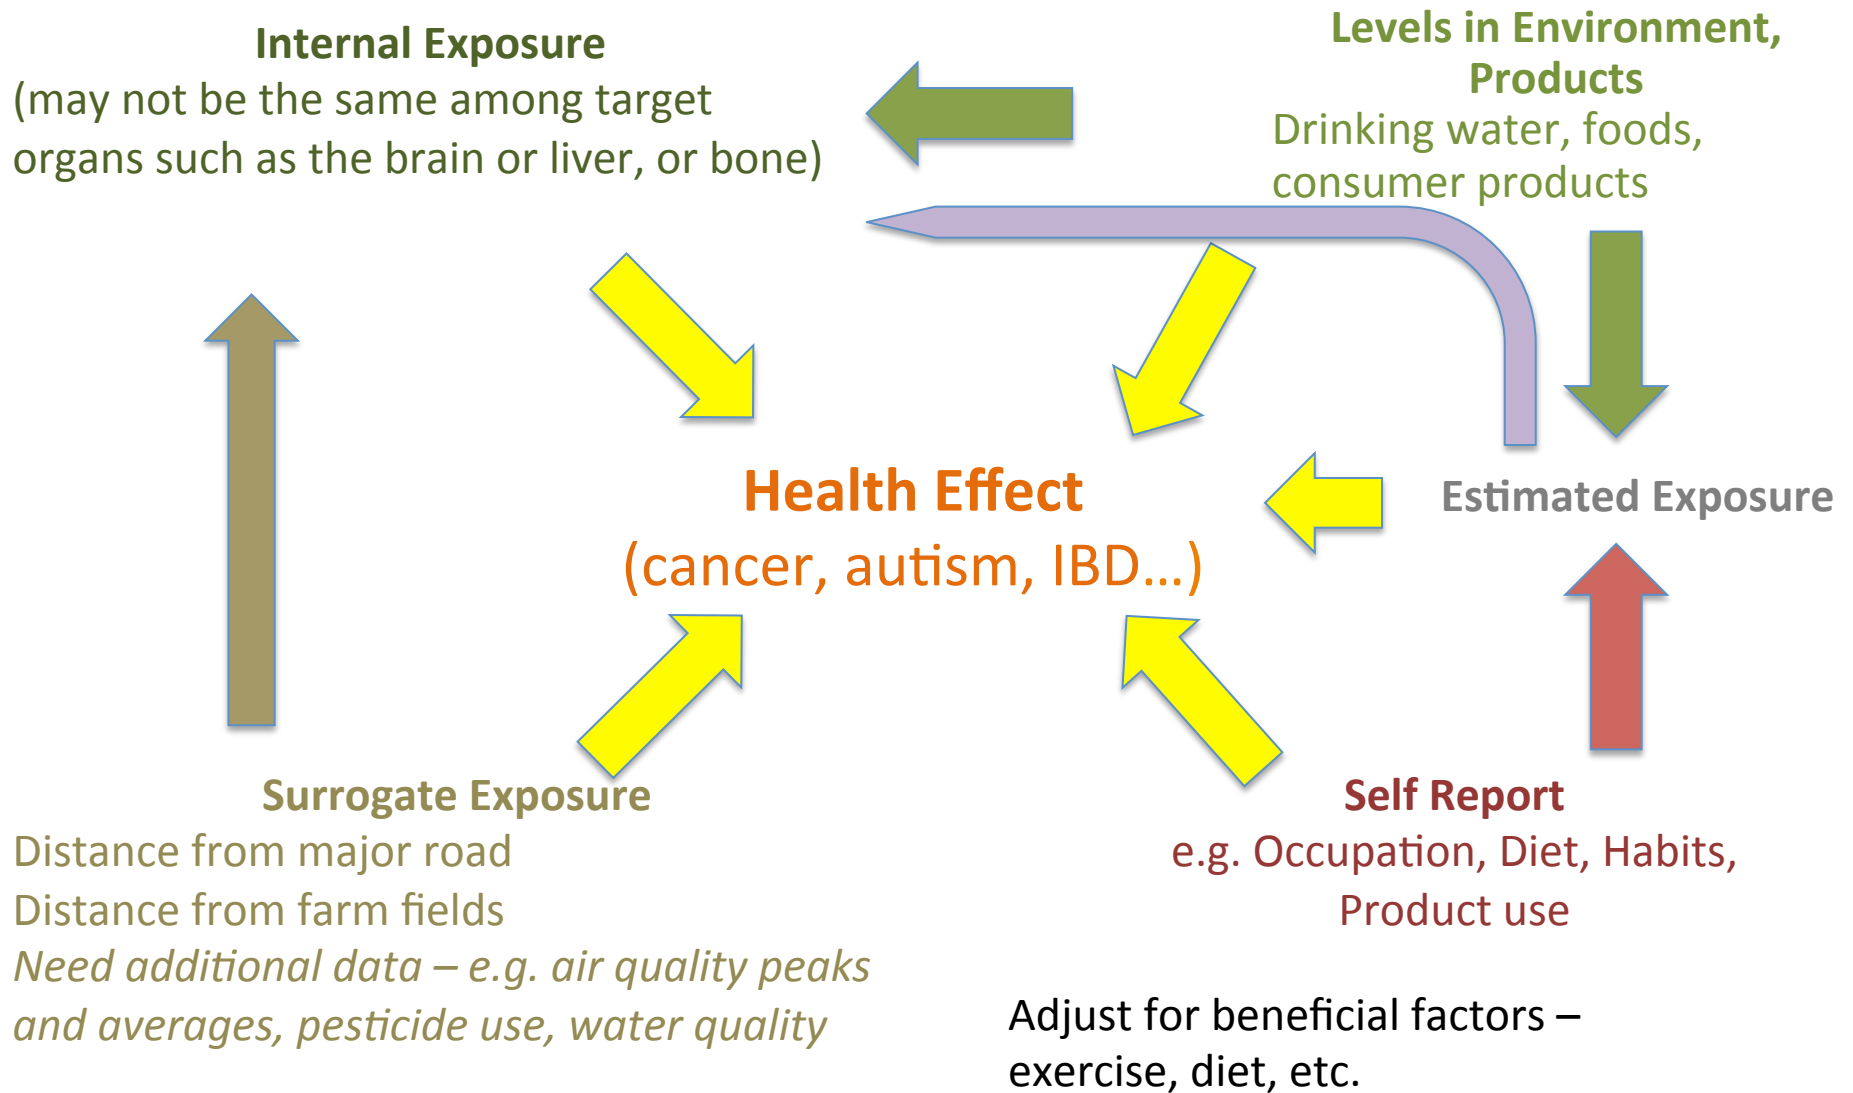 Internal Exposure
(may not be the same among target
organs such as the brain or liver, or bone)
Levels in Environment,
Products
Drinking water, foods,
consumer products
Health Effect
(cancer, autism, IBD...)
Estimated Exposure
Surrogate Exposure
Distance from major road
Distance from farm fields
Need additional data – e.g. air quality peaks
and averages, pesticide use, water quality
Self Report
e.g. Occupation, Diet, Habits,
Product use
Adjust for beneficial factors –
exercise, diet, etc.